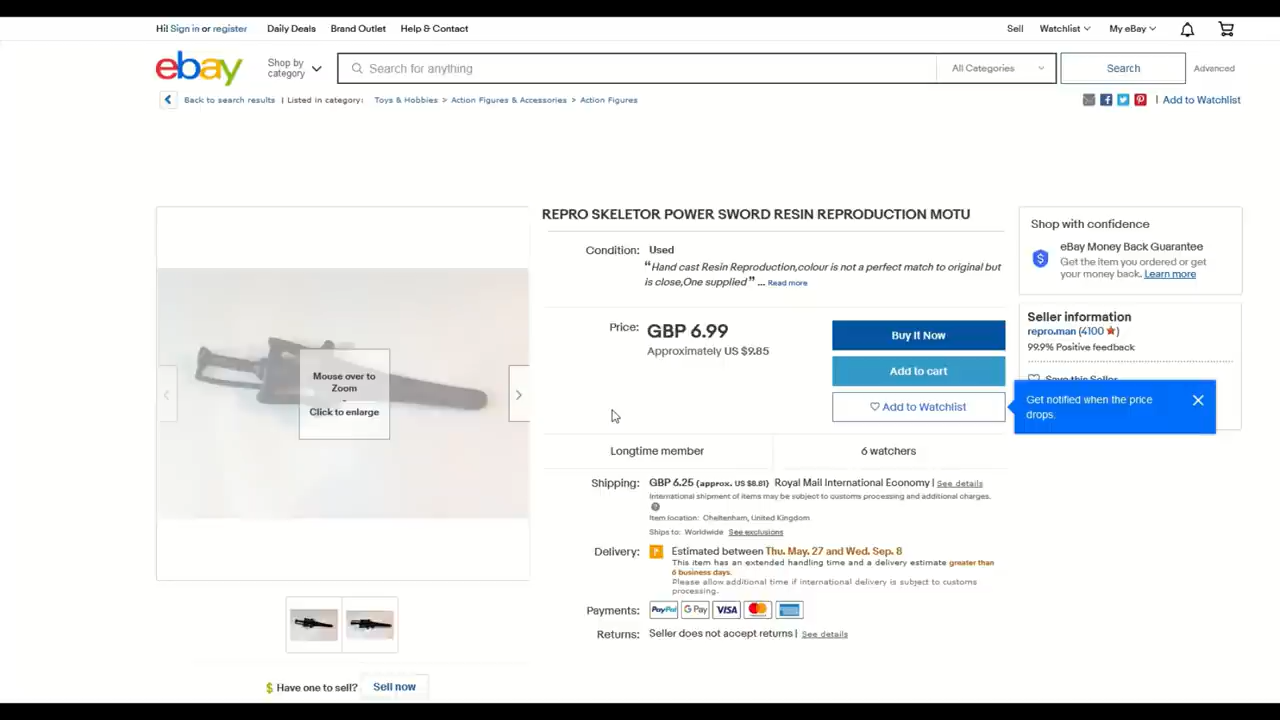 Hi! Sign in or register Daily Deals Brand Outlet Help & Contact Sell Watchlist My eBay
ebay Shop by category Search for anything All Categories Search Advanced
Back to search results | Listed in category: Toys & Hobbies > Action Figures & Accessories > Action Figures | Add to Watchlist
Mouse over to
Zoom
-
Click to enlarge
$ Have one to sell? Sell now
REPRO SKELETOR POWER SWORD RESIN REPRODUCTION MOTU
Condition: Used
“Hand cast Resin Reproduction,colour is not a perfect match to original but
is close,One supplied” ... Read more
Price: GBP 6.99
Approximately US $9.85
Buy It Now
Add to cart
Add to Watchlist
Longtime member 6 watchers
Shipping: GBP 6.25 (approx. US $8.81) Royal Mail International Economy | See details
International shipment of items may be subject to customs processing and additional charges.
Item location: Cheltenham, United Kingdom
Ships to: Worldwide See exclusions
Delivery: Estimated between Thu. May. 27 and Wed. Sep. 8
This item has an extended handling time and a delivery estimate greater than
6 business days.
Please allow additional time if international delivery is subject to customs
processing.
Payments: PayPal G Pay VISA
Returns: Seller does not accept returns | See details
Shop with confidence
eBay Money Back Guarantee
Get the item you ordered or get
your money back. Learn more
Seller information
repro.man (4100 ★)
99.9% Positive feedback
Save this Seller
Get notified when the price
drops.